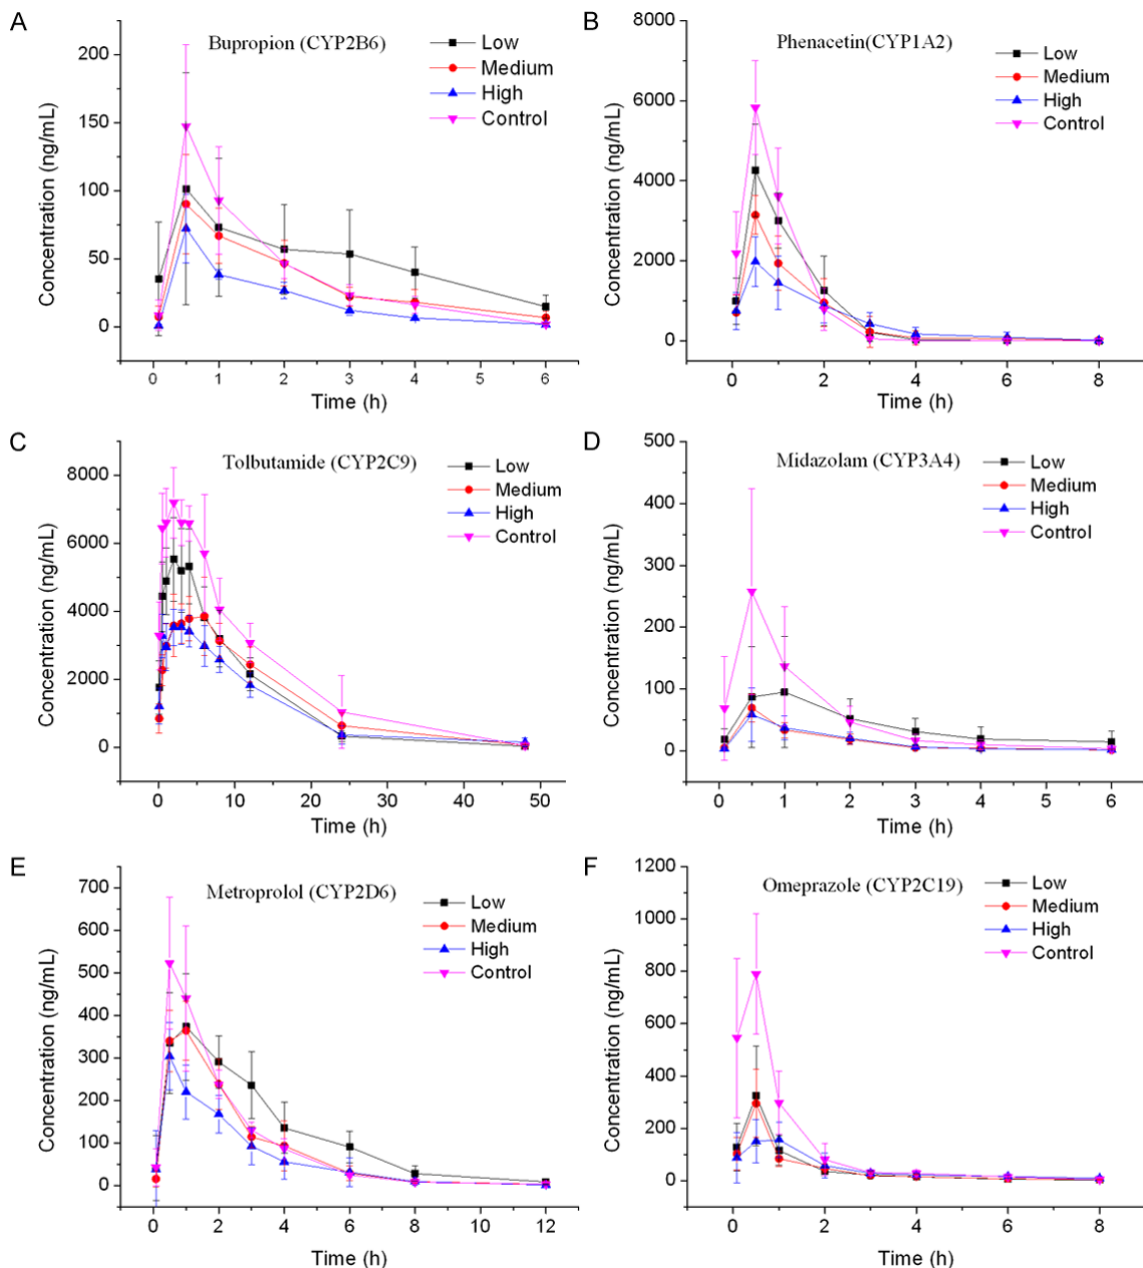 A
Bupropion (CYP2B6)
Low
Medium
High
Control
200
150
100
50
0
Concentration (ng/mL)
0 1 2 3 4 5 6
Time (h)
B
Phenacetin(CYP1A2)
Low
Medium
High
Control
8000
6000
4000
2000
0
Concentration (ng/mL)
0 2 4 6 8
Time (h)
C
Tolbutamide (CYP2C9)
Low
Medium
High
Control
8000
6000
4000
2000
0
Concentration (ng/mL)
0 10 20 30 40 50
Time (h)
D
Midazolam (CYP3A4)
Low
Medium
High
Control
500
400
300
200
100
0
Concentration (ng/mL)
0 1 2 3 4 5 6
Time (h)
E
Metroprolol (CYP2D6)
Low
Medium
High
Control
700
600
500
400
300
200
100
0
Concentration (ng/mL)
0 2 4 6 8 10 12
Time (h)
F
Omeprazole (CYP2C19)
Low
Medium
High
Control
1200
1000
800
600
400
200
0
Concentration (ng/mL)
0 2 4 6 8
Time (h)